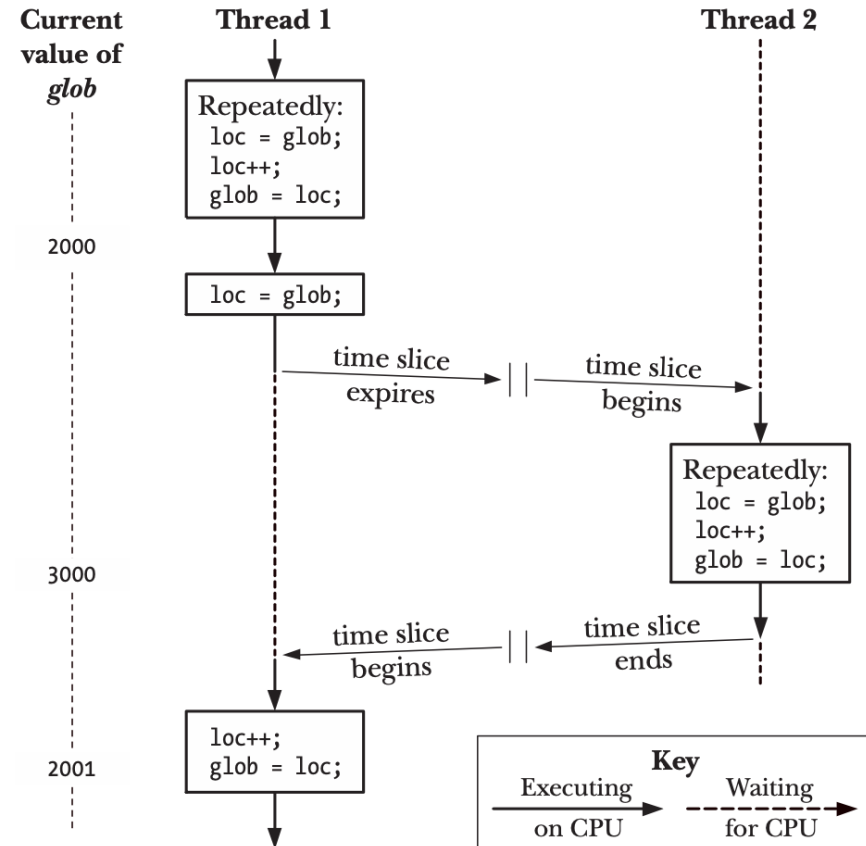 Current
value of
glob
Thread 1
Thread 2
Repeatedly:
loc = glob;
loc++;
glob = loc;
2000
loc = glob;
time slice
expires
time slice
begins
Repeatedly:
loc = glob;
loc++;
glob = loc;
3000
time slice
begins
time slice
ends
loc++;
glob = loc;
2001
Key
Executing
on CPU
Waiting
for CPU